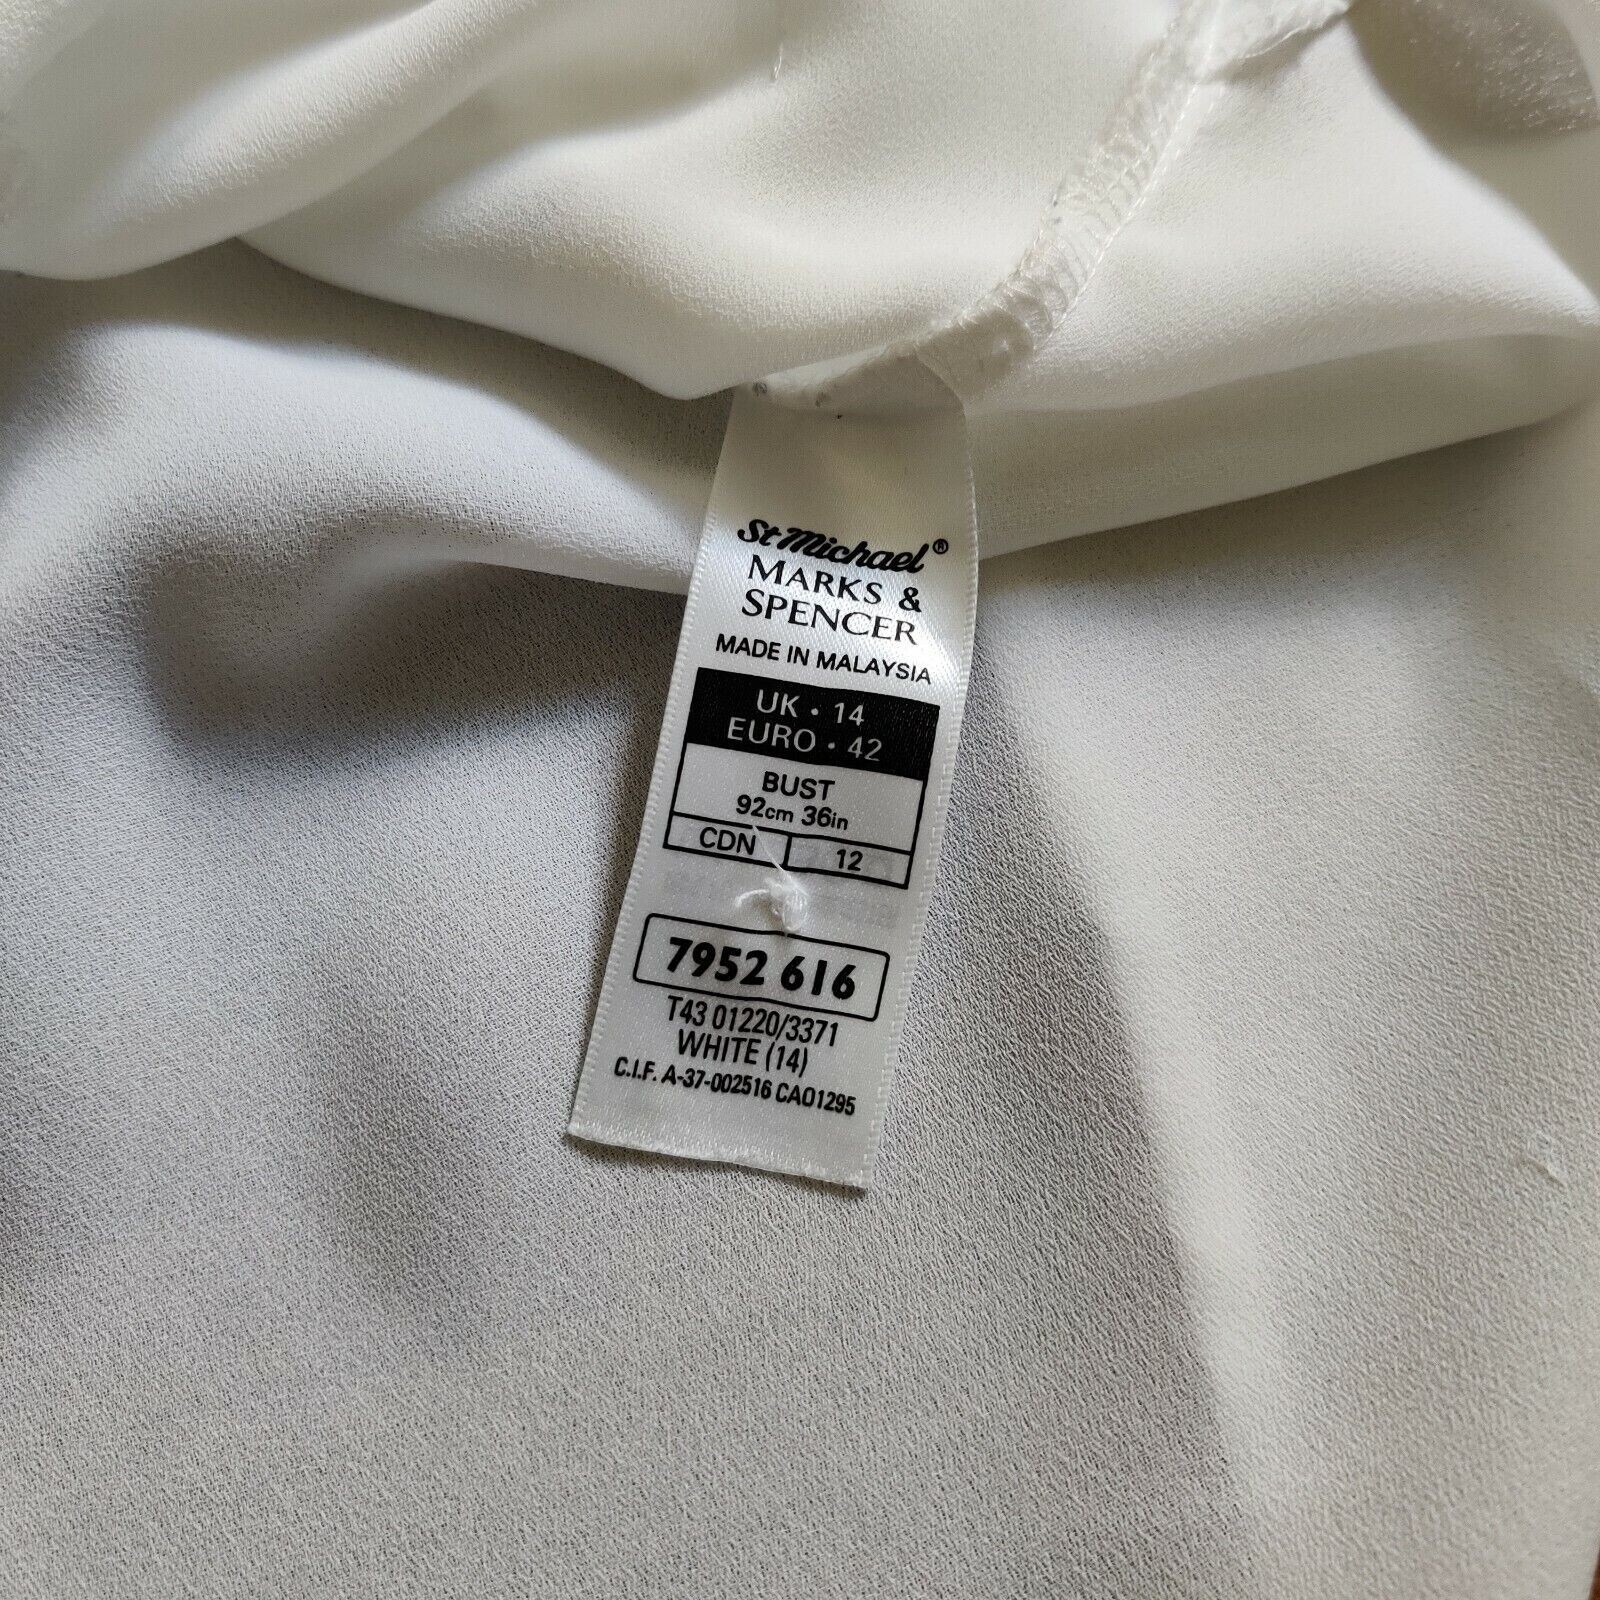 St Michael®
MARKS &
SPENCER
MADE IN MALAYSIA
UK · 14
EURO · 42
BUST
92cm 36in
CDN 12
7952 616
T43 01220/3371
WHITE (14)
C.I.F. A-37-002516 CA01295